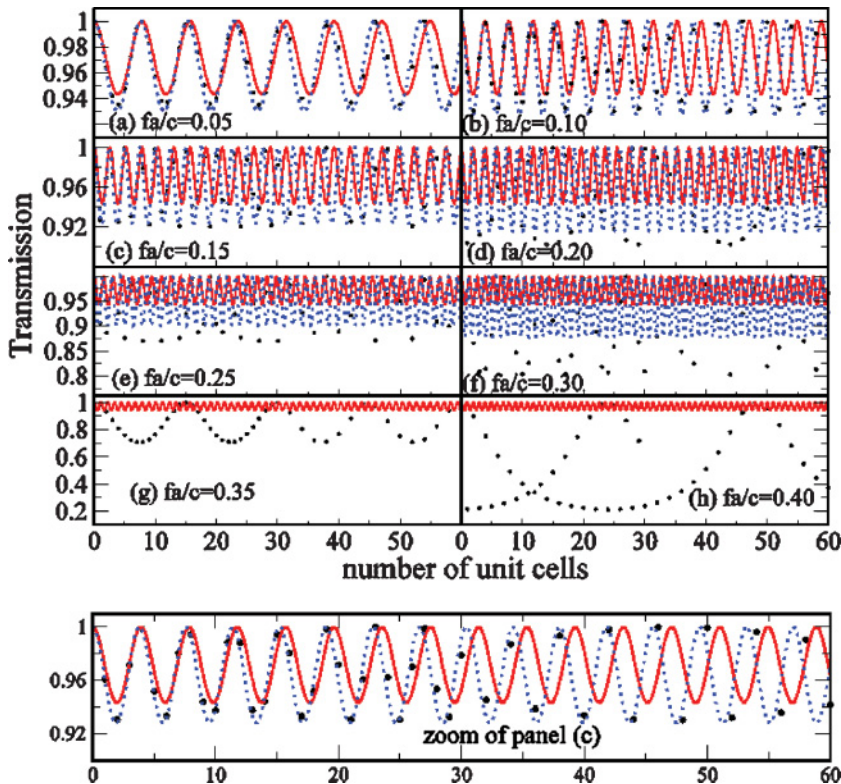 Transmission
1
0.98
0.96
0.94
(a) fa/c=0.05
(b) fa/c=0.10
1
0.96
0.92
(c) fa/c=0.15
(d) fa/c=0.20
0.95
0.9
0.85
0.8
(e) fa/c=0.25
(f) fa/c=0.30
1
0.8
0.6
0.4
0.2
(g) fa/c=0.35
(h) fa/c=0.40
0 10 20 30 40 50 0 10 20 30 40 50 60
number of unit cells
1
0.96
0.92
zoom of panel (c)
0 10 20 30 40 50 60